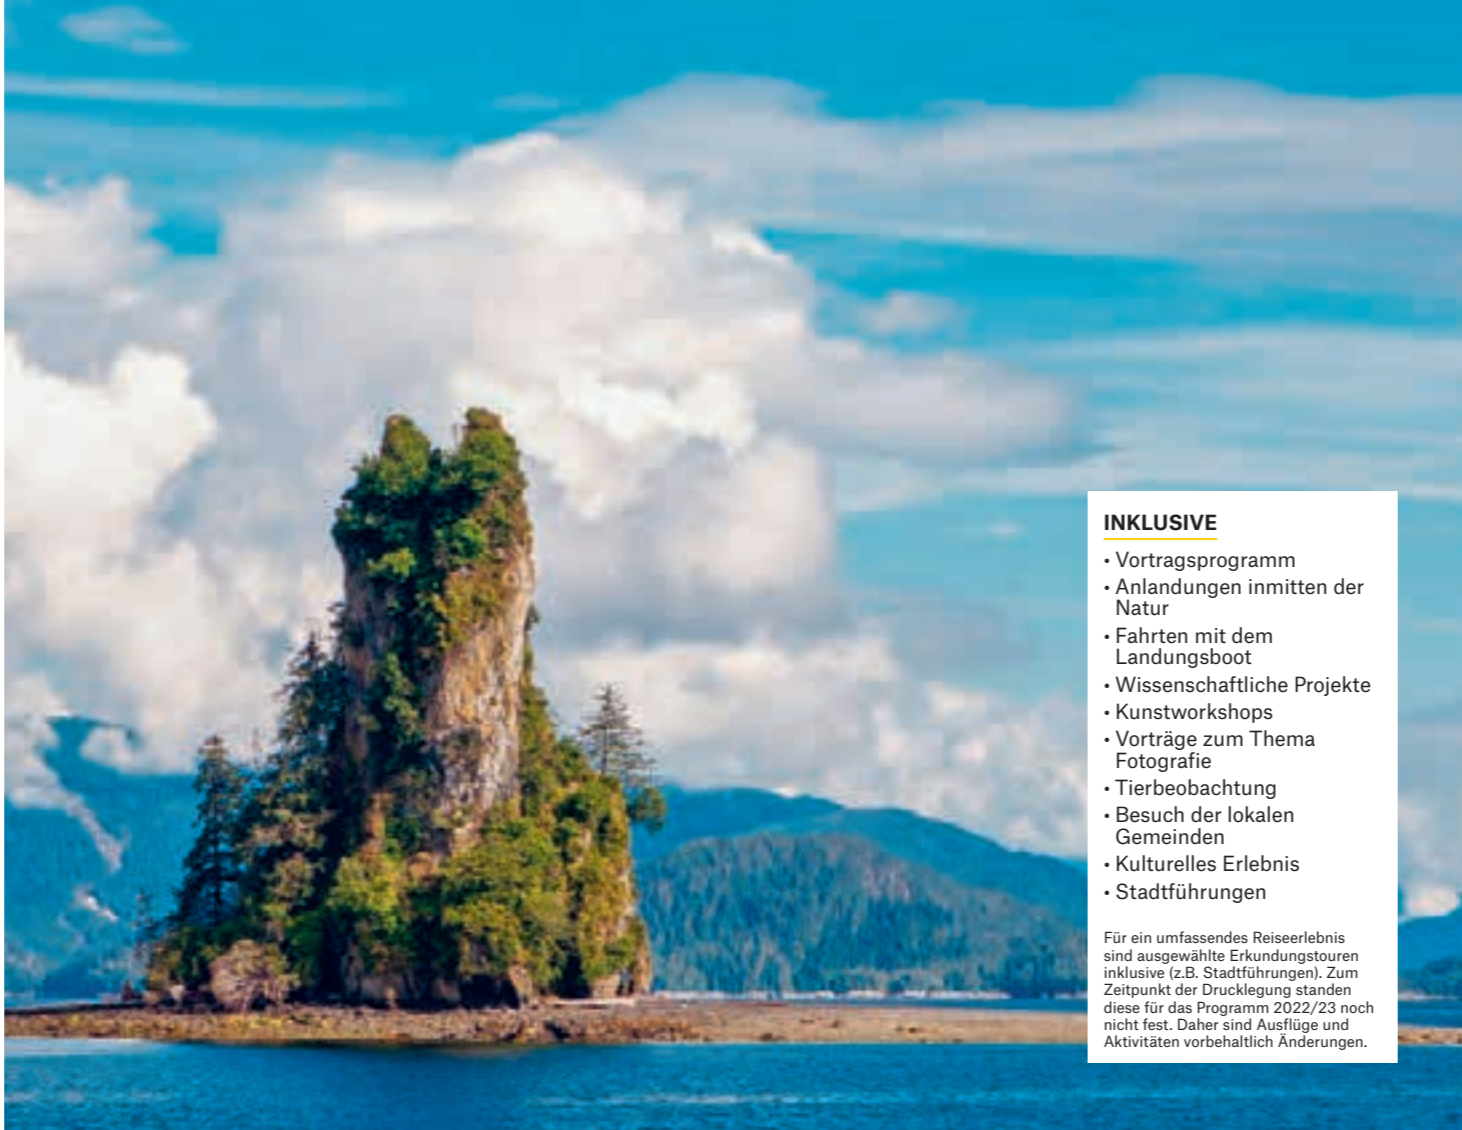 INKLUSIVE
• Vortragsprogramm
• Anlandungen inmitten der
Natur
• Fahrten mit dem
Landungsboot
• Wissenschaftliche Projekte
• Kunstworkshops
• Vorträge zum Thema
Fotografie
• Tierbeobachtung
• Besuch der lokalen
Gemeinden
• Kulturelles Erlebnis
• Stadtführungen
Für ein umfassendes Reiseerlebnis
sind ausgewählte Erkundungstouren
inklusive (z.B. Stadtführungen). Zum
Zeitpunkt der Drucklegung standen
diese für das Programm 2022/23 noch
nicht fest. Daher sind Ausflüge und
Aktivitäten vorbehaltlich Änderungen.